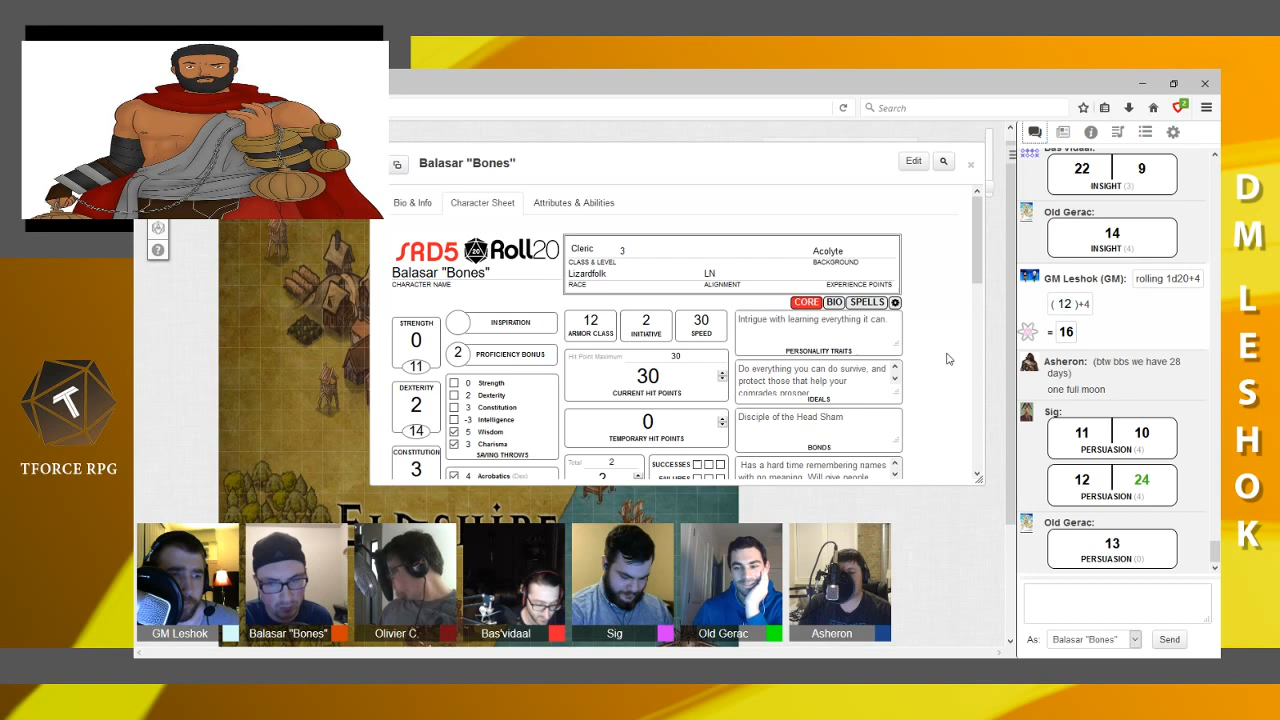 Search
2
Balasar "Bones"
Edit
Bio & Info
Character Sheet
Attributes & Abilities
SRD5 20 Roll20
Balasar "Bones"
CHARACTER NAME
Cleric 3 Acolyte
CLASS & LEVEL BACKGROUND
Lizardfolk LN
RACE ALIGNMENT EXPERIENCE POINTS
CORE BIO SPELLS
STRENGTH
0
11
DEXTERITY
2
14
CONSTITUTION
3
INSPIRATION
2 PROFICIENCY BONUS
0 Strength
2 Dexterity
3 Constitution
-3 Intelligence
5 Wisdom
3 Charisma
SAVING THROWS
4 Acrobatics (Dex)
12
ARMOR CLASS
2
INITIATIVE
30
SPEED
Hit Point Maximum 30
30
CURRENT HIT POINTS
0
TEMPORARY HIT POINTS
Total 2
SUCCESSES
Intrigue with learning everything it can.
PERSONALITY TRAITS
Do everything you can do survive, and
protect those that help your
comrades prosper
IDEALS
Disciple of the Head Sham
BONDS
Has a hard time remembering names
with no meaning. Will give people
Bas'vidaal:
22 9
INSIGHT (3)
Old Gerac:
14
INSIGHT (4)
GM Leshok (GM): rolling 1d20+4
( 12 )+4
= 16
Asheron: (btw bbs we have 28
days)
one full moon
Sig:
11 10
PERSUASION (4)
12 24
PERSUASION (4)
Old Gerac:
13
PERSUASION (0)
As: Balasar "Bones" Send
T
TFORCE RPG
GM Leshok
Balasar "Bones"
Olivier C.
Bas'vidaal
Sig
Old Gerac
Asheron
DM LESHOK